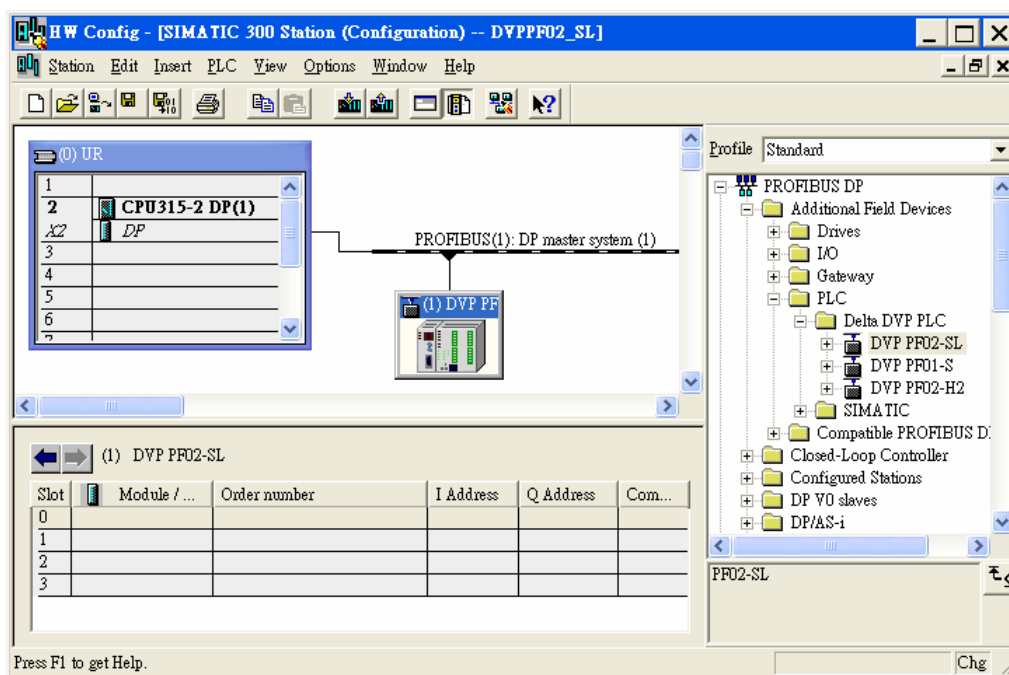 HW Config - [SIMATIC 300 Station (Configuration) -- DVPPF02_SL]
Station Edit Insert PLC View Options Window Help
(0) UR
1
2 CPU315-2 DP(1)
X2 DP
3
4
5
6
7
PROFIBUS(1): DP master system (1)
(1) DVP PF
Profile Standard
PROFIBUS DP
Additional Field Devices
Drives
I/O
Gateway
PLC
Delta DVP PLC
DVP PF02-SL
DVP PF01-S
DVP PF02-H2
SIMATIC
Compatible PROFIBUS D
Closed-Loop Controller
Configured Stations
DP V0 slaves
DP/AS-i
PF02-SL
(1) DVP PF02-SL
Slot Module / ... Order number I Address Q Address Com...
0
1
2
3
Press F1 to get Help. Chg